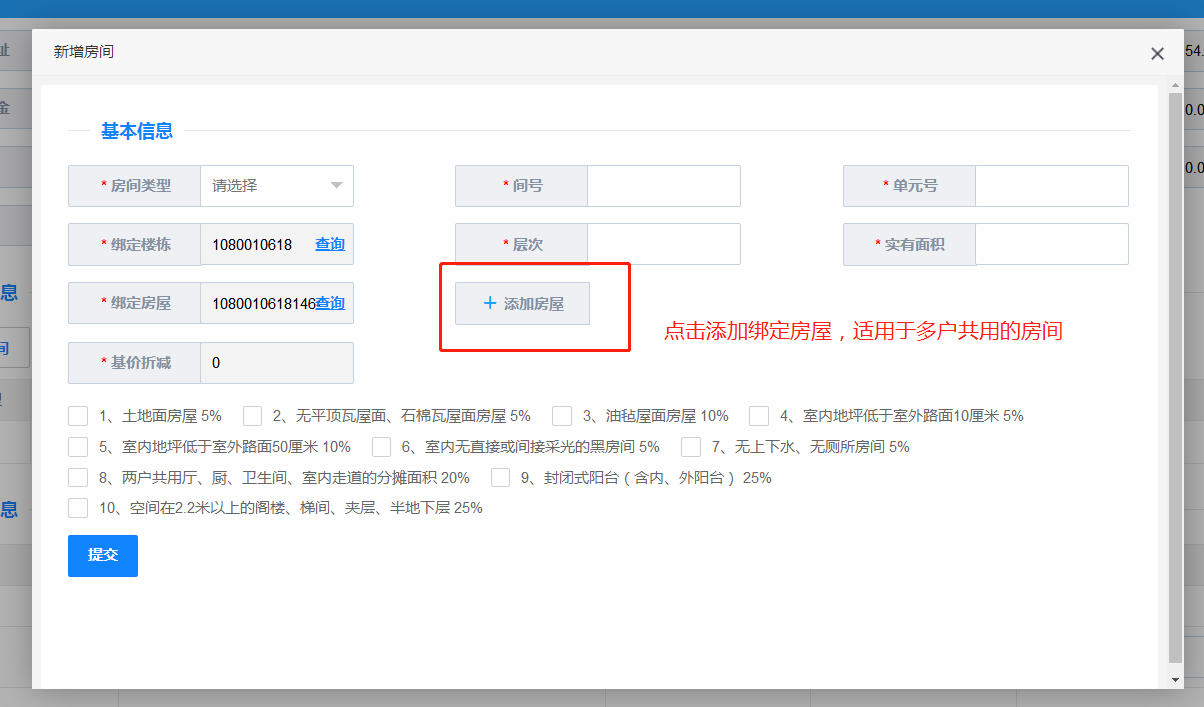 新增房间
址
54.
金
0.0
0.0
基本信息
* 房间类型 请选择 * 间号 * 单元号
* 绑定楼栋 1080010618 查询 * 层次 * 实有面积
息
* 绑定房屋 1080010618146 查询 + 添加房屋
点击添加绑定房屋，适用于多户共用的房间
间
* 基价折减 0
1、土地面房屋 5% 2、无平顶瓦屋面、石棉瓦屋面房屋 5% 3、油毡屋面房屋 10% 4、室内地坪低于室外路面10厘米 5%
5、室内地坪低于室外路面50厘米 10% 6、室内无直接或间接采光的黑房间 5% 7、无上下水、无厕所房间 5%
8、两户共用厅、厨、卫生间、室内走道的分摊面积 20% 9、封闭式阳台（含内、外阳台） 25%
息
10、空间在2.2米以上的阁楼、梯间、夹层、半地下层 25%
提交